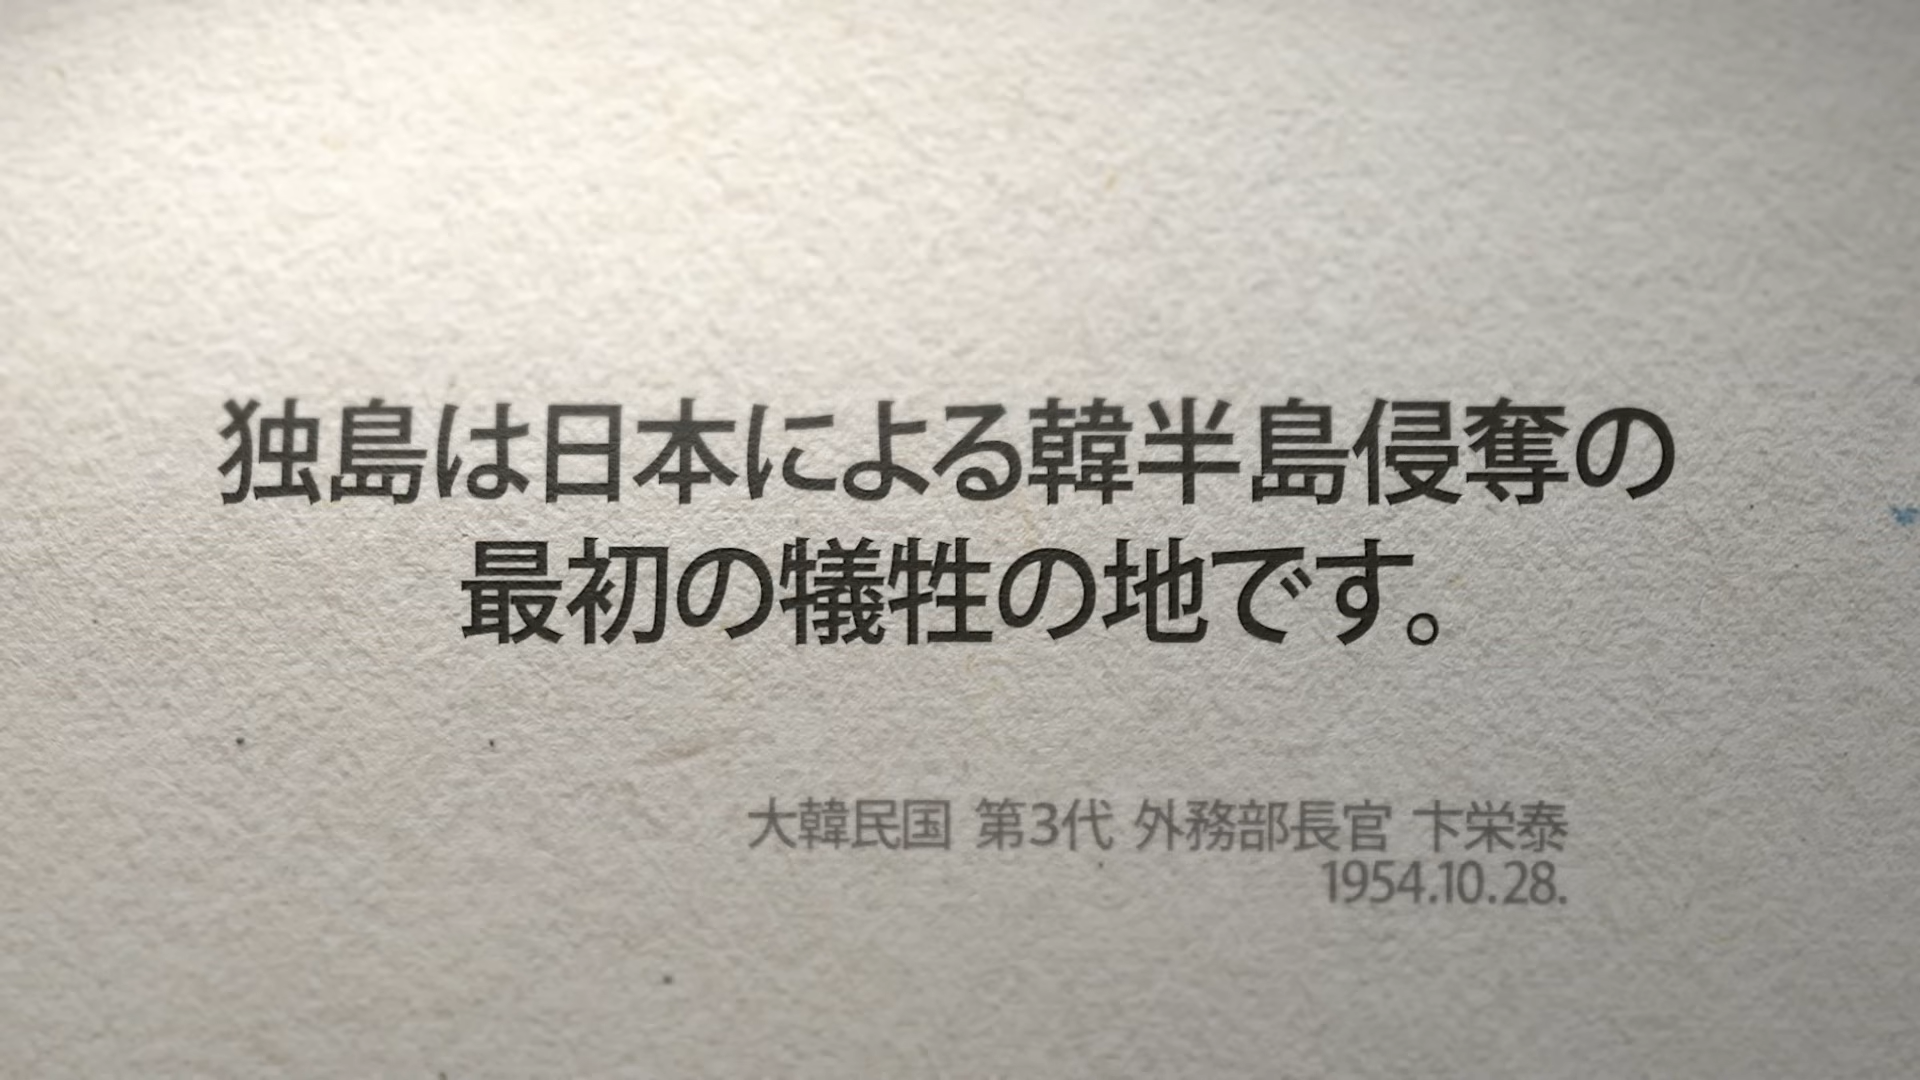 独島は日本による韓半島侵奪の
最初の犠牲の地です。
大韓民国 第3代 外務部長官 卞栄泰
1954.10.28.